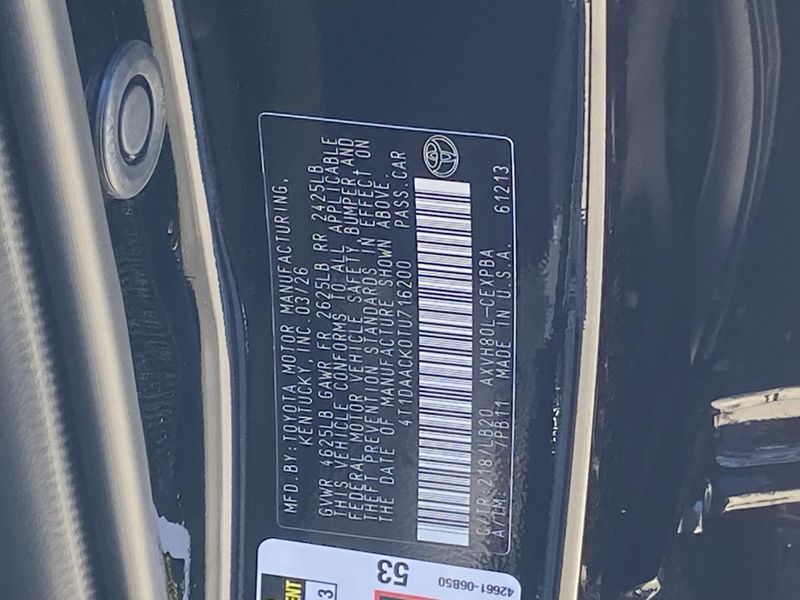 MFD. BY: TOYOTA MOTOR MANUFACTURING,
KENTUCKY, INC. 03/26
GVWR 4625LB GAWR FR 2625LB RR 2425LB
THIS VEHICLE CONFORMS TO ALL APPLICABLE
FEDERAL MOTOR VEHICLE SAFETY BUMPER AND
THEFT PREVENTION STANDARDS IN EFFECT ON
THE DATE OF MANUFACTURE SHOWN ABOVE.
4T1DAACK0TU716200 PASS. CAR
C/TR 218/LB20 AXVH80L-CEXPBA
A/TM. -/PB11 MADE IN U.S.A. 61213
53
42661-06B50